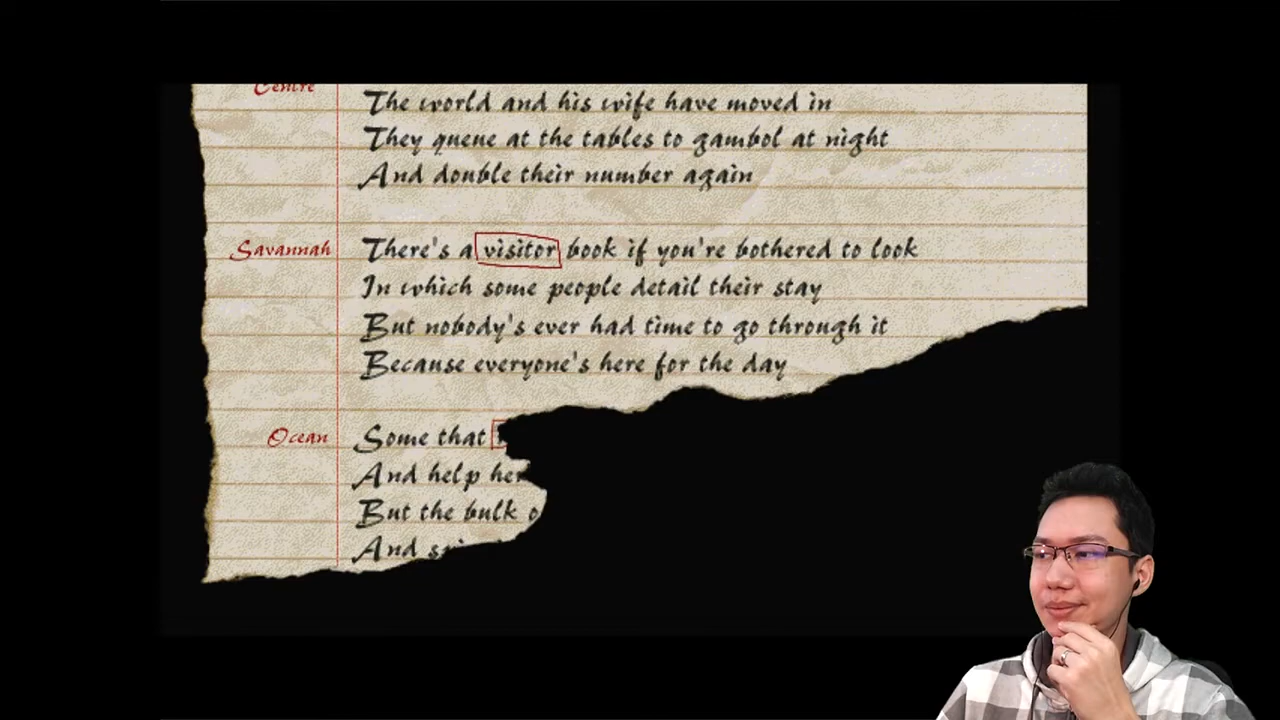 Centre
The world and his wife have moved in
They queue at the tables to gambol at night
And double their number again
Savannah There's a visitor book if you're bothered to look
In which some people detail their stay
But nobody's ever had time to go through it
Because everyone's here for the day
Ocean Some that
And help her
But the bulk
And